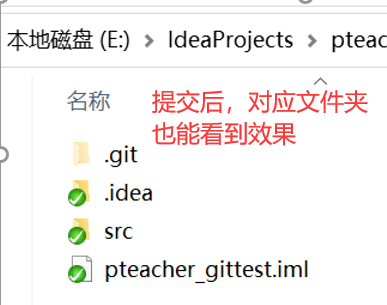 本地磁盘 (E:) > IdeaProjects > ptea
名称
提交后，对应文件夹
也能看到效果
.git
.idea
src
pteacher_gittest.iml